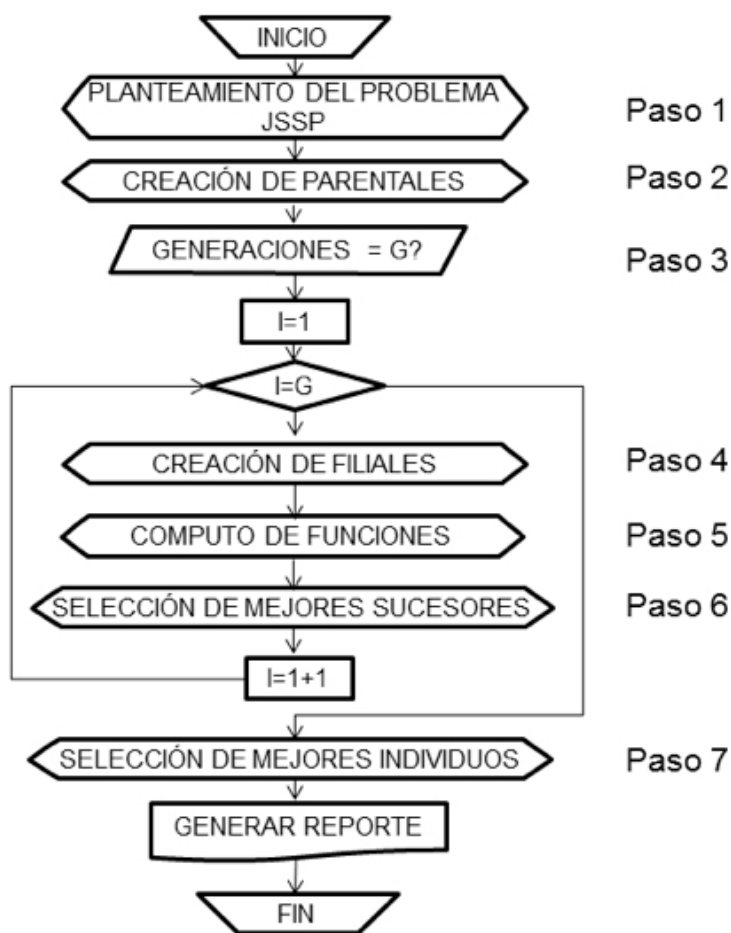 INICIO
PLANTEAMIENTO DEL PROBLEMA
JSSP
Paso 1
CREACIÓN DE PARENTALES
Paso 2
GENERACIONES = G?
Paso 3
I=1
I=G
CREACIÓN DE FILIALES
Paso 4
COMPUTO DE FUNCIONES
Paso 5
SELECCIÓN DE MEJORES SUCESORES
Paso 6
I=1+1
SELECCIÓN DE MEJORES INDIVIDUOS
Paso 7
GENERAR REPORTE
FIN